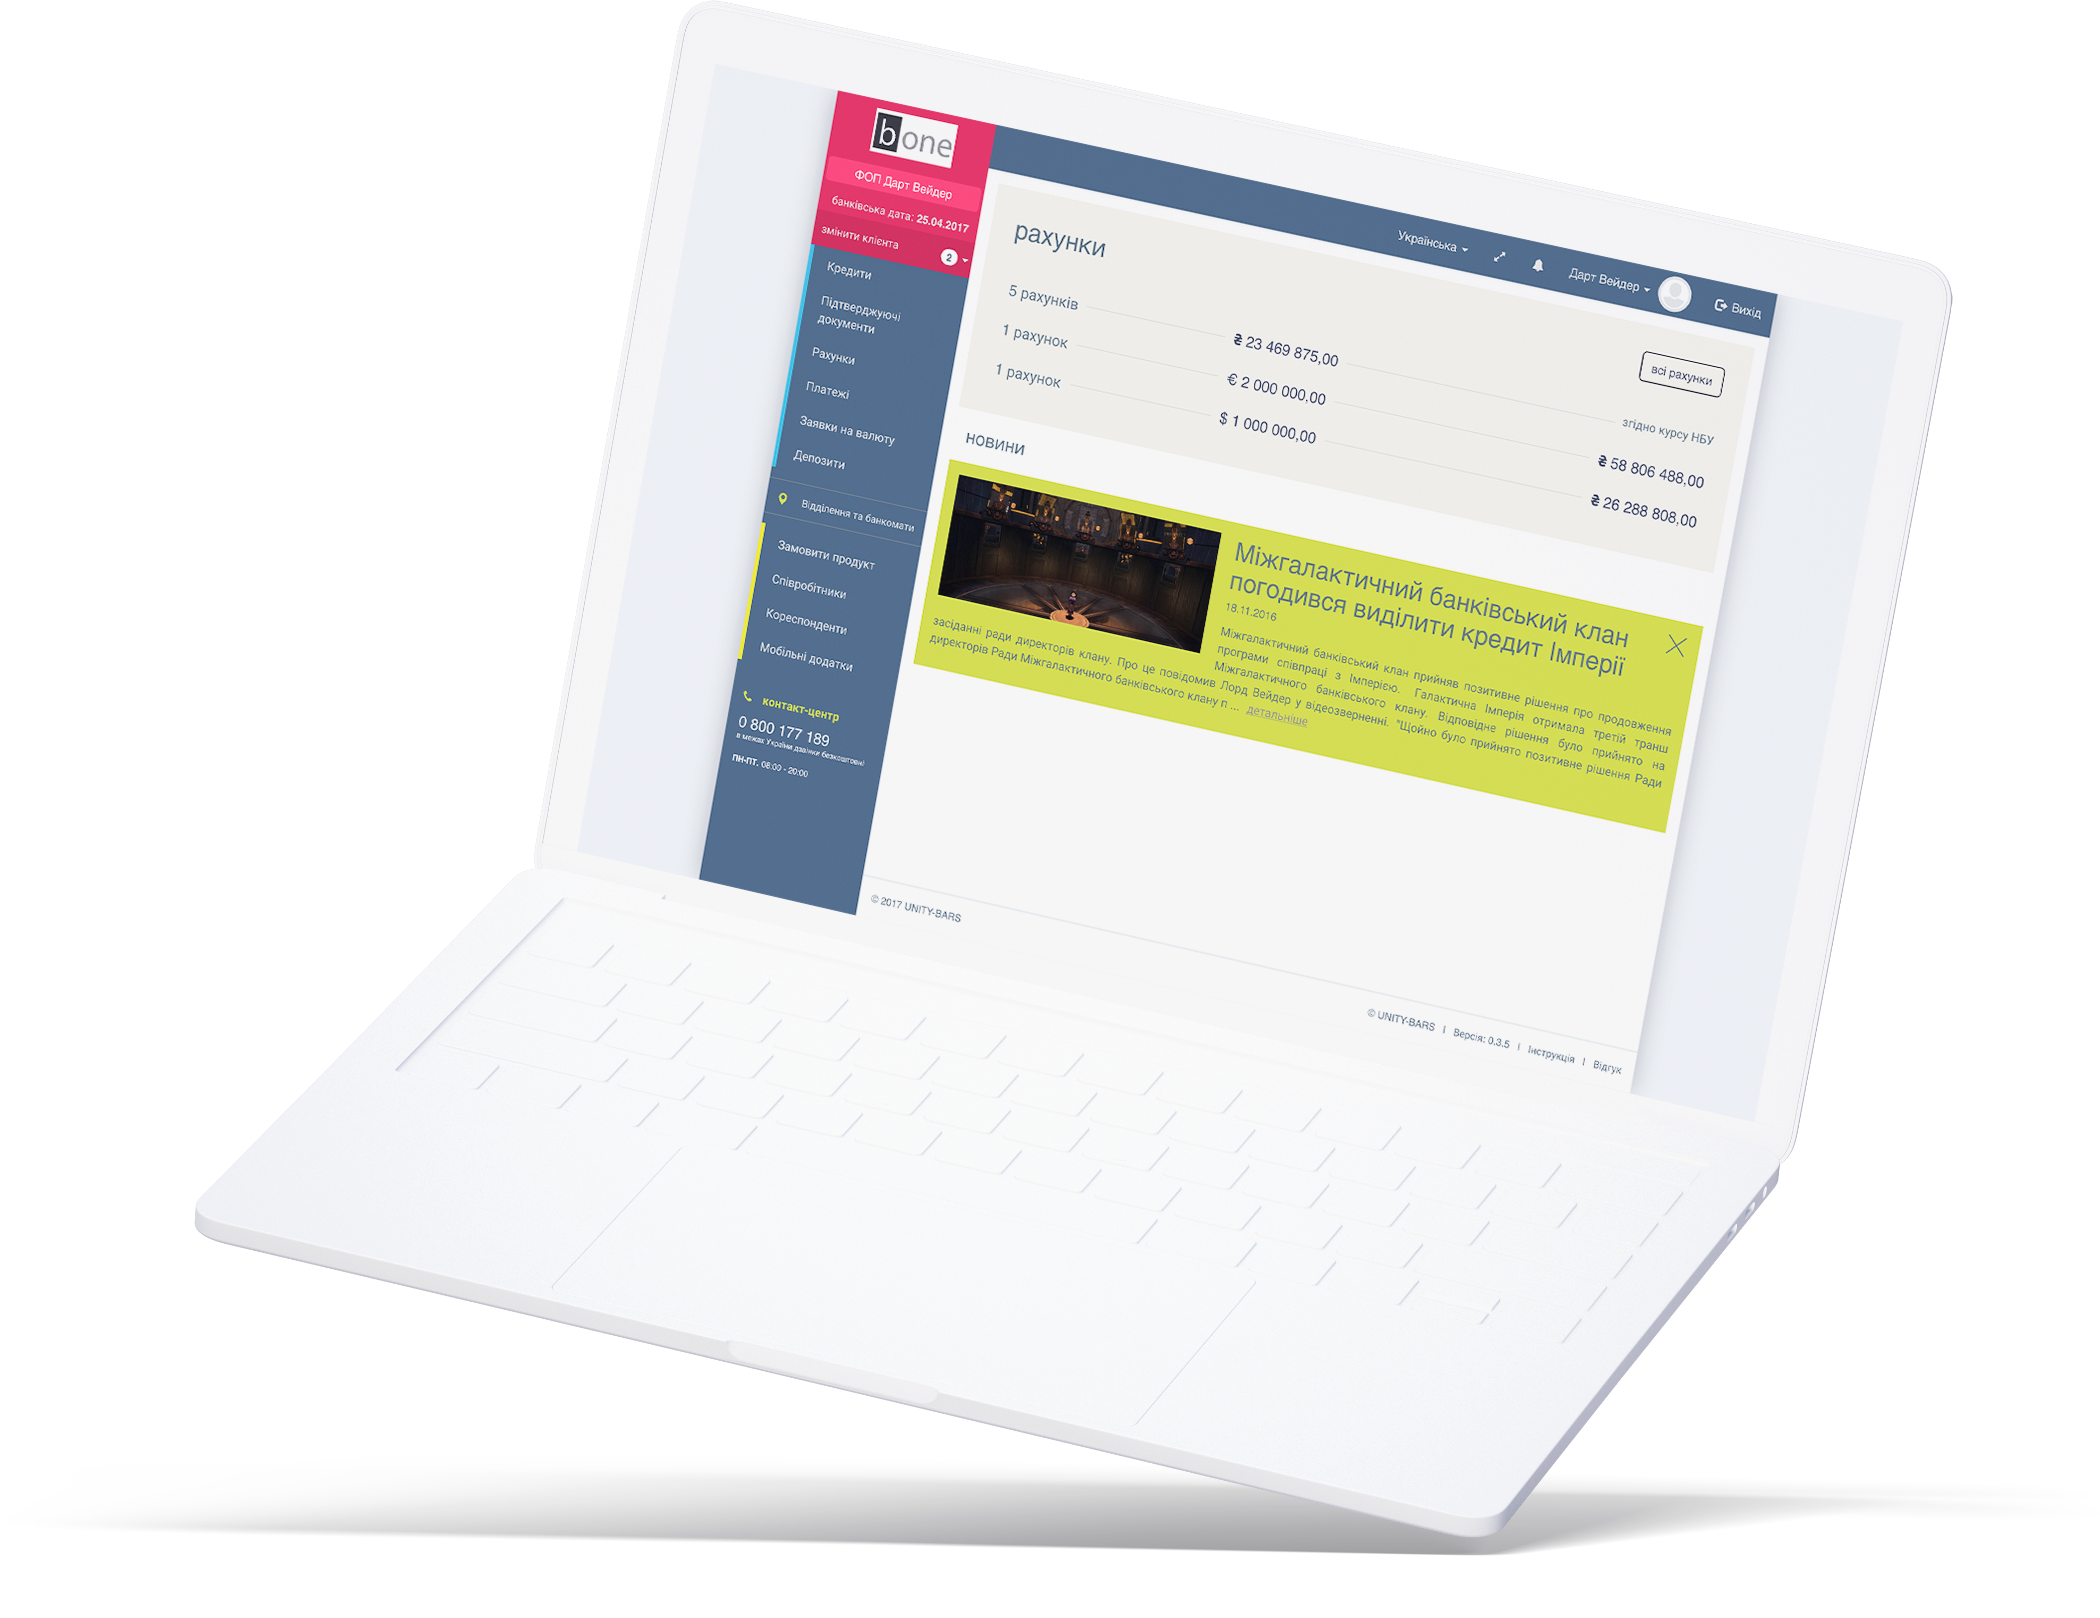 bone
ФОП Дарт Вейдер
банківська дата: 25.04.2017
змінити клієнта 2
Кредити
Підтверджуючі
документи
Рахунки
Платежі
Заявки на валюту
Депозити
Відділення та банкомати
Замовити продукт
Співробітники
Кореспонденти
Мобільні додатки
контакт-центр
0 800 177 189
в межах України дзвінки безкоштовні
пн-пт. 08:00 - 20:00
Українська
Дарт Вейдер
Вихід
рахунки
всі рахунки
згідно курсу НБУ
5 рахунків ₴ 23 469 875,00
1 рахунок € 2 000 000,00 ₴ 58 806 488,00
1 рахунок $ 1 000 000,00 ₴ 26 288 808,00
новини
Міжгалактичний банківський клан
погодився виділити кредит Імперії
18.11.2016
Міжгалактичний банківський клан прийняв позитивне рішення про продовження
програми співпраці з Імперією. Галактична Імперія отримала третій транш
Міжгалактичного банківського клану. Відповідне рішення було прийнято на
засіданні ради директорів клану. Про це повідомив Лорд Вейдер у відеозверненні. "Щойно було прийнято позитивне рішення Ради
директорів Ради Міжгалактичного банківського клану п ... детальніше
© 2017 UNITY-BARS
© UNITY-BARS | Версія: 0.3.5 | Інструкція | Відгук